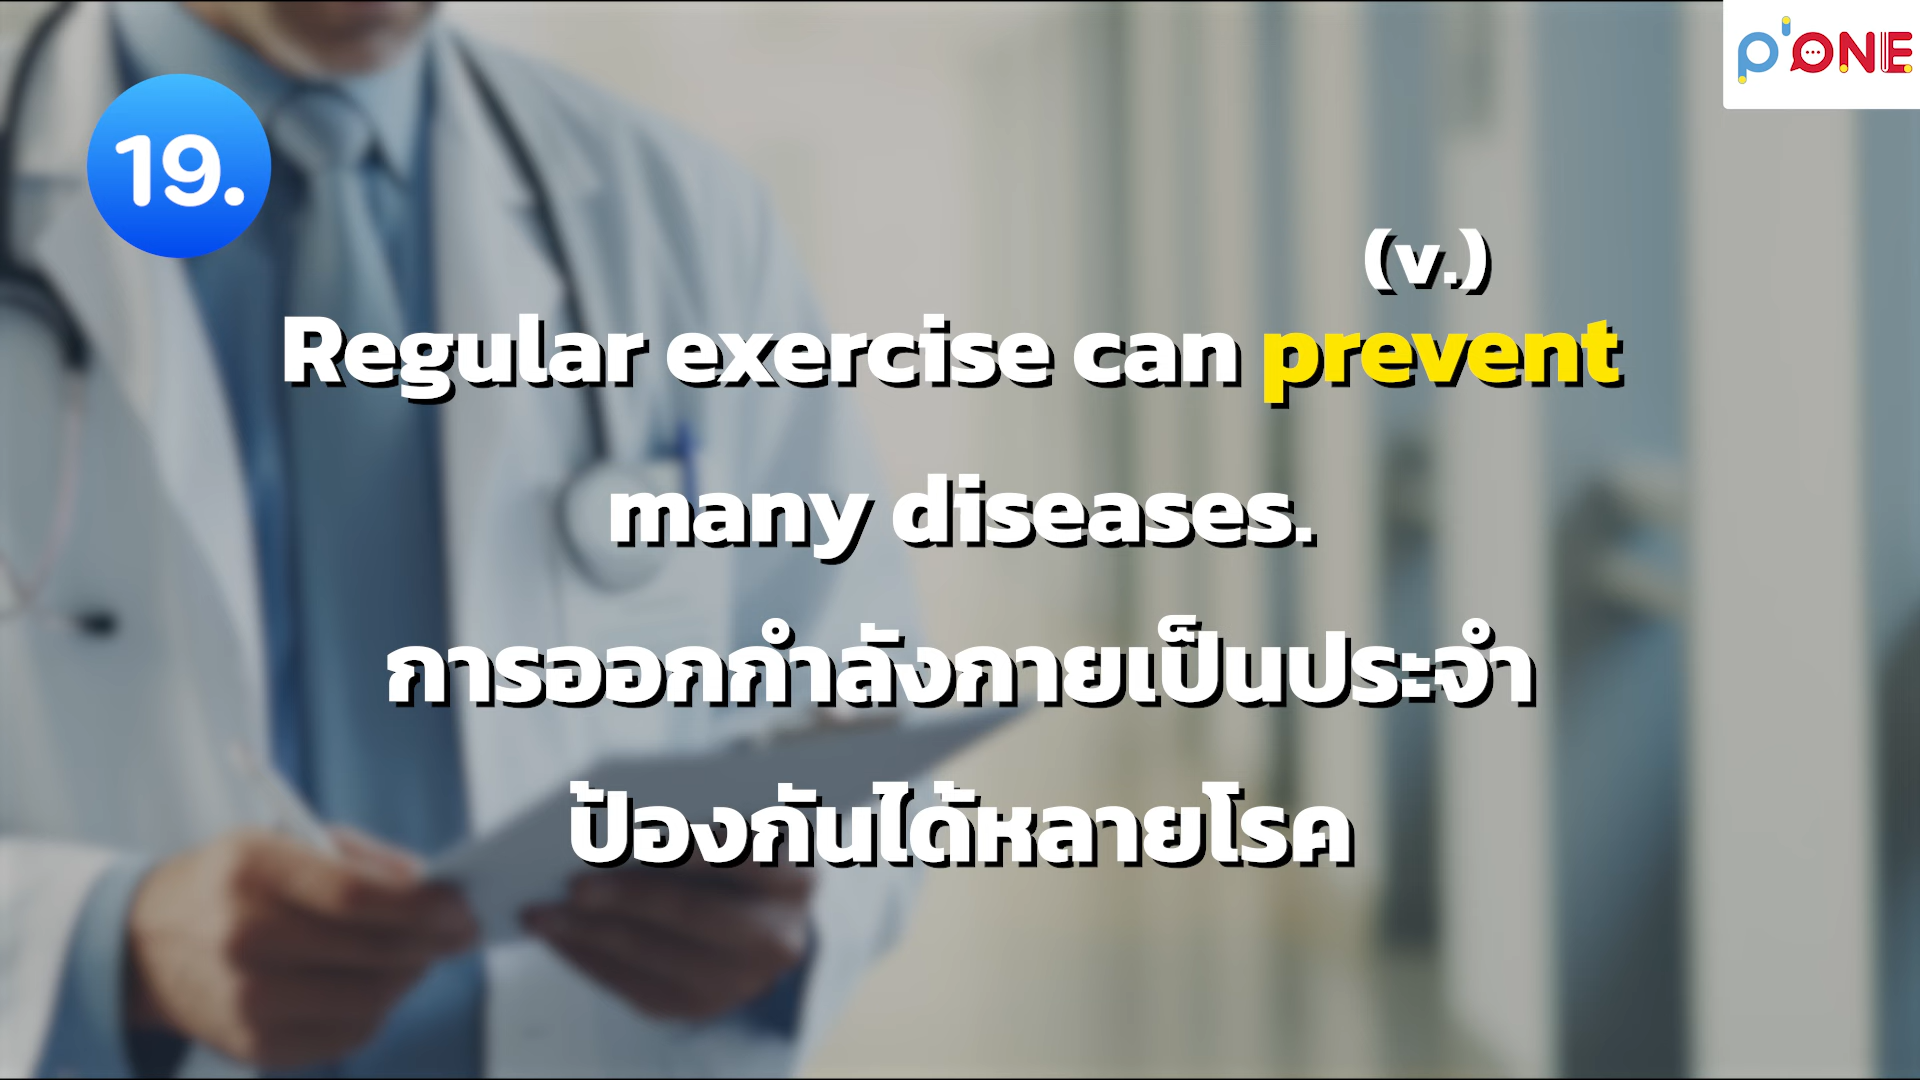 P'ONE
19.
(v.)
Regular exercise can prevent
many diseases.
การออกกำลังกายเป็นประจำ
ป้องกันได้หลายโรค